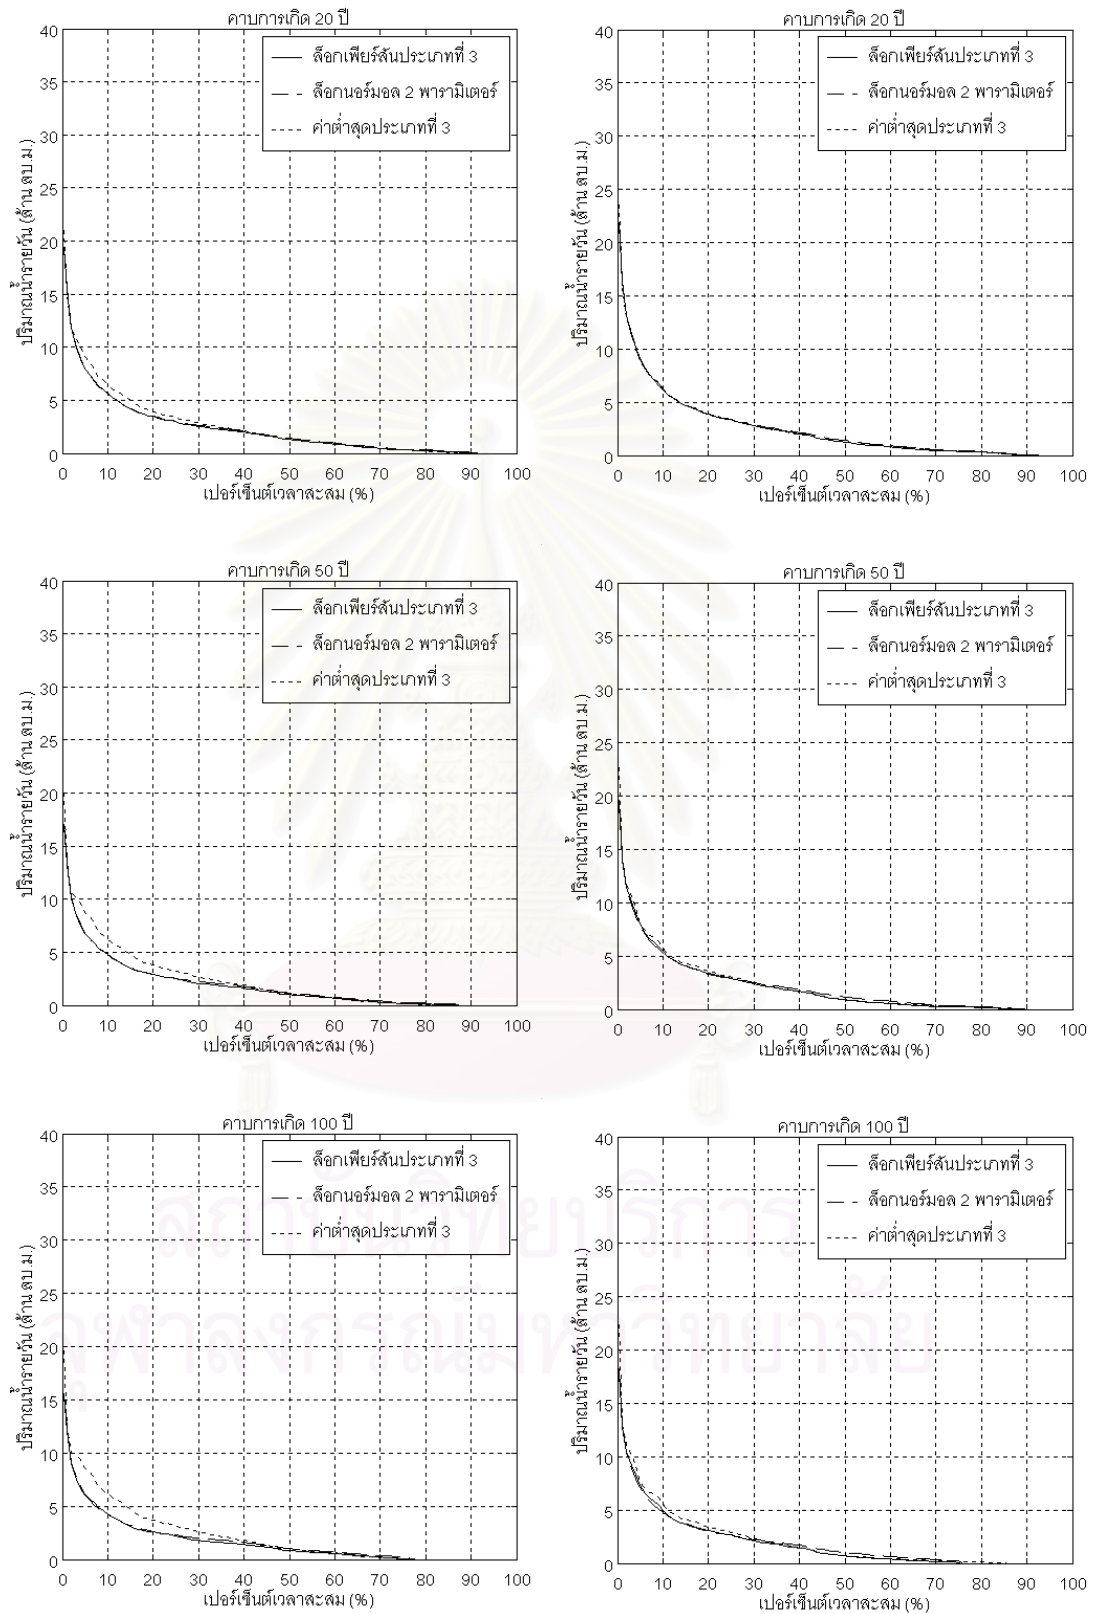 คาบการเกิด 20 ปี
ล็อกเพียร์สันประเภทที่ 3
ล็อกนอร์มอล 2 พารามิเตอร์
ค่าต่ำสุดประเภทที่ 3
ปริมาณน้ำรายวัน (ล้าน ลบ.ม.)
40
35
30
25
20
15
10
5
0
0 10 20 30 40 50 60 70 80 90 100
เปอร์เซ็นต์เวลาสะสม (%)
คาบการเกิด 20 ปี
ล็อกเพียร์สันประเภทที่ 3
ล็อกนอร์มอล 2 พารามิเตอร์
ค่าต่ำสุดประเภทที่ 3
ปริมาณน้ำรายวัน (ล้าน ลบ.ม.)
40
35
30
25
20
15
10
5
0
0 10 20 30 40 50 60 70 80 90 100
เปอร์เซ็นต์เวลาสะสม (%)
คาบการเกิด 50 ปี
ล็อกเพียร์สันประเภทที่ 3
ล็อกนอร์มอล 2 พารามิเตอร์
ค่าต่ำสุดประเภทที่ 3
ปริมาณน้ำรายวัน (ล้าน ลบ.ม.)
40
35
30
25
20
15
10
5
0
0 10 20 30 40 50 60 70 80 90 100
เปอร์เซ็นต์เวลาสะสม (%)
คาบการเกิด 50 ปี
ล็อกเพียร์สันประเภทที่ 3
ล็อกนอร์มอล 2 พารามิเตอร์
ค่าต่ำสุดประเภทที่ 3
ปริมาณน้ำรายวัน (ล้าน ลบ.ม.)
40
35
30
25
20
15
10
5
0
0 10 20 30 40 50 60 70 80 90 100
เปอร์เซ็นต์เวลาสะสม (%)
คาบการเกิด 100 ปี
ล็อกเพียร์สันประเภทที่ 3
ล็อกนอร์มอล 2 พารามิเตอร์
ค่าต่ำสุดประเภทที่ 3
ปริมาณน้ำรายวัน (ล้าน ลบ.ม.)
40
35
30
25
20
15
10
5
0
0 10 20 30 40 50 60 70 80 90 100
เปอร์เซ็นต์เวลาสะสม (%)
คาบการเกิด 100 ปี
ล็อกเพียร์สันประเภทที่ 3
ล็อกนอร์มอล 2 พารามิเตอร์
ค่าต่ำสุดประเภทที่ 3
ปริมาณน้ำรายวัน (ล้าน ลบ.ม.)
40
35
30
25
20
15
10
5
0
0 10 20 30 40 50 60 70 80 90 100
เปอร์เซ็นต์เวลาสะสม (%)
สถาบันวิทยบริการ
จุฬาลงกรณ์มหาวิทยาลัย